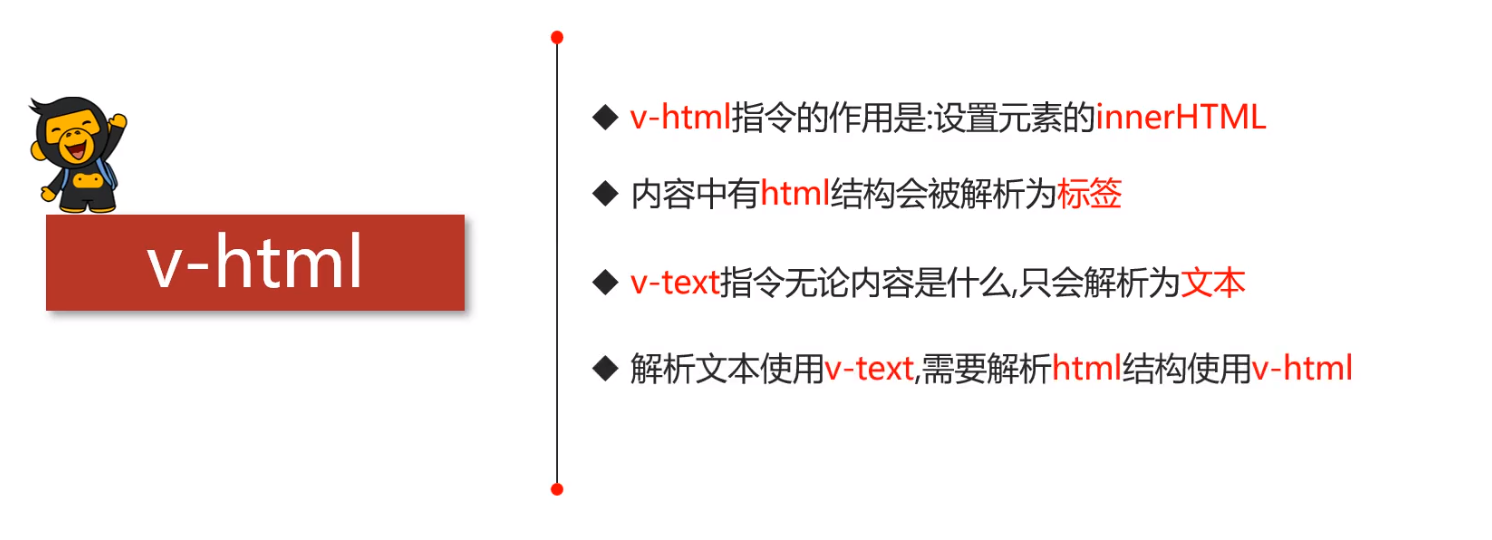 v-html
◆ v-html指令的作用是:设置元素的innerHTML
◆ 内容中有html结构会被解析为标签
◆ v-text指令无论内容是什么,只会解析为文本
◆ 解析文本使用v-text,需要解析html结构使用v-html